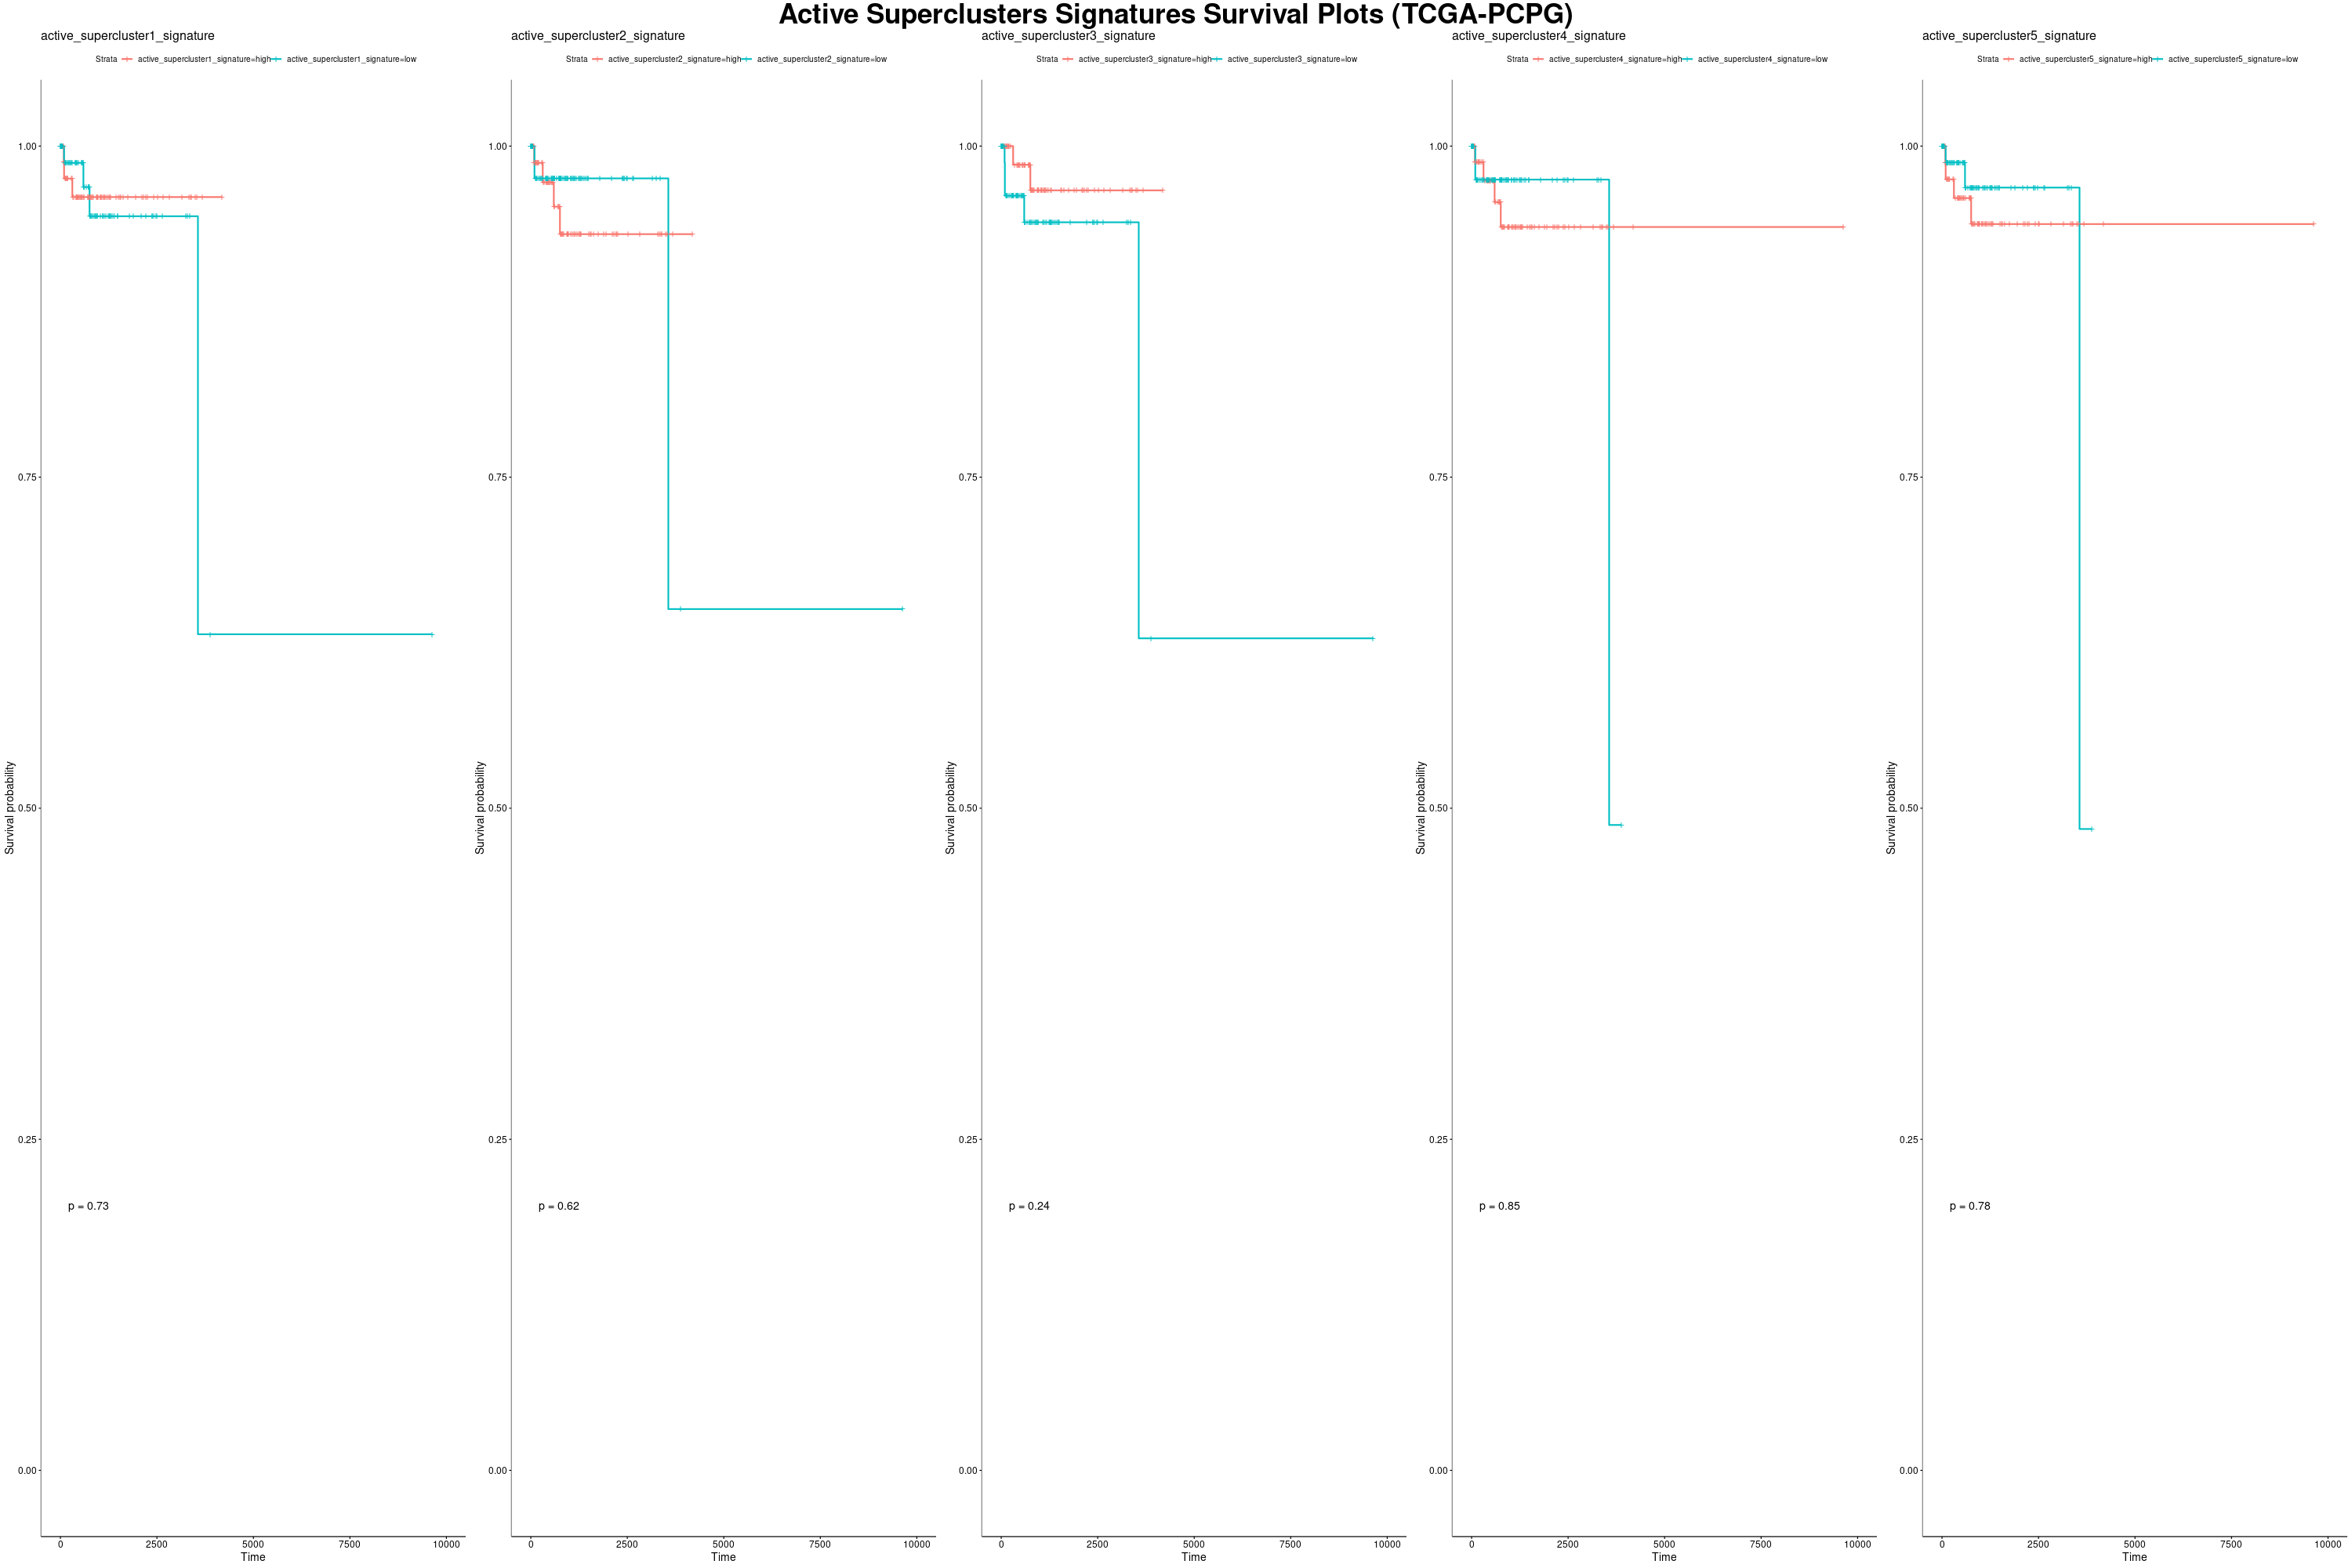 Active Superclusters Signatures Survival Plots (TCGA-PCPG)
active_supercluster1_signature
Strata active_supercluster1_signature=high active_supercluster1_signature=low
1.00
0.75
0.50
0.25
0.00
Survival probability
p = 0.73
0 2500 5000 7500 10000
Time
active_supercluster2_signature
Strata active_supercluster2_signature=high active_supercluster2_signature=low
1.00
0.75
0.50
0.25
0.00
Survival probability
p = 0.62
0 2500 5000 7500 10000
Time
active_supercluster3_signature
Strata active_supercluster3_signature=high active_supercluster3_signature=low
1.00
0.75
0.50
0.25
0.00
Survival probability
p = 0.24
0 2500 5000 7500 10000
Time
active_supercluster4_signature
Strata active_supercluster4_signature=high active_supercluster4_signature=low
1.00
0.75
0.50
0.25
0.00
Survival probability
p = 0.85
0 2500 5000 7500 10000
Time
active_supercluster5_signature
Strata active_supercluster5_signature=high active_supercluster5_signature=low
1.00
0.75
0.50
0.25
0.00
Survival probability
p = 0.78
0 2500 5000 7500 10000
Time